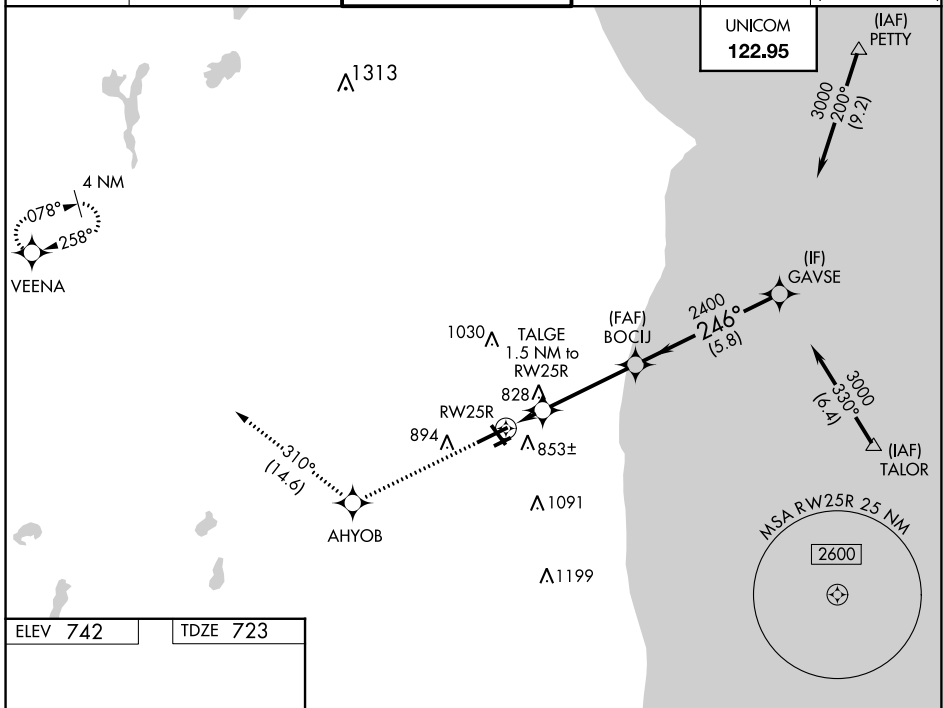 UNICOM
122.95
(IAF)
PETTY
3000
200°
(9.2)
1313
4 NM
078°
258°
VEENA
(IF)
GAVSE
2400
246°
(5.8)
(FAF)
BOCIJ
1030
TALGE
1.5 NM to
RW25R
828
RW25R
894
853±
3000
330°
(6.4)
(IAF)
TALOR
310°
(14.6)
AHYOB
1091
1199
MSA RW25R 25 NM
2600
ELEV 742
TDZE 723